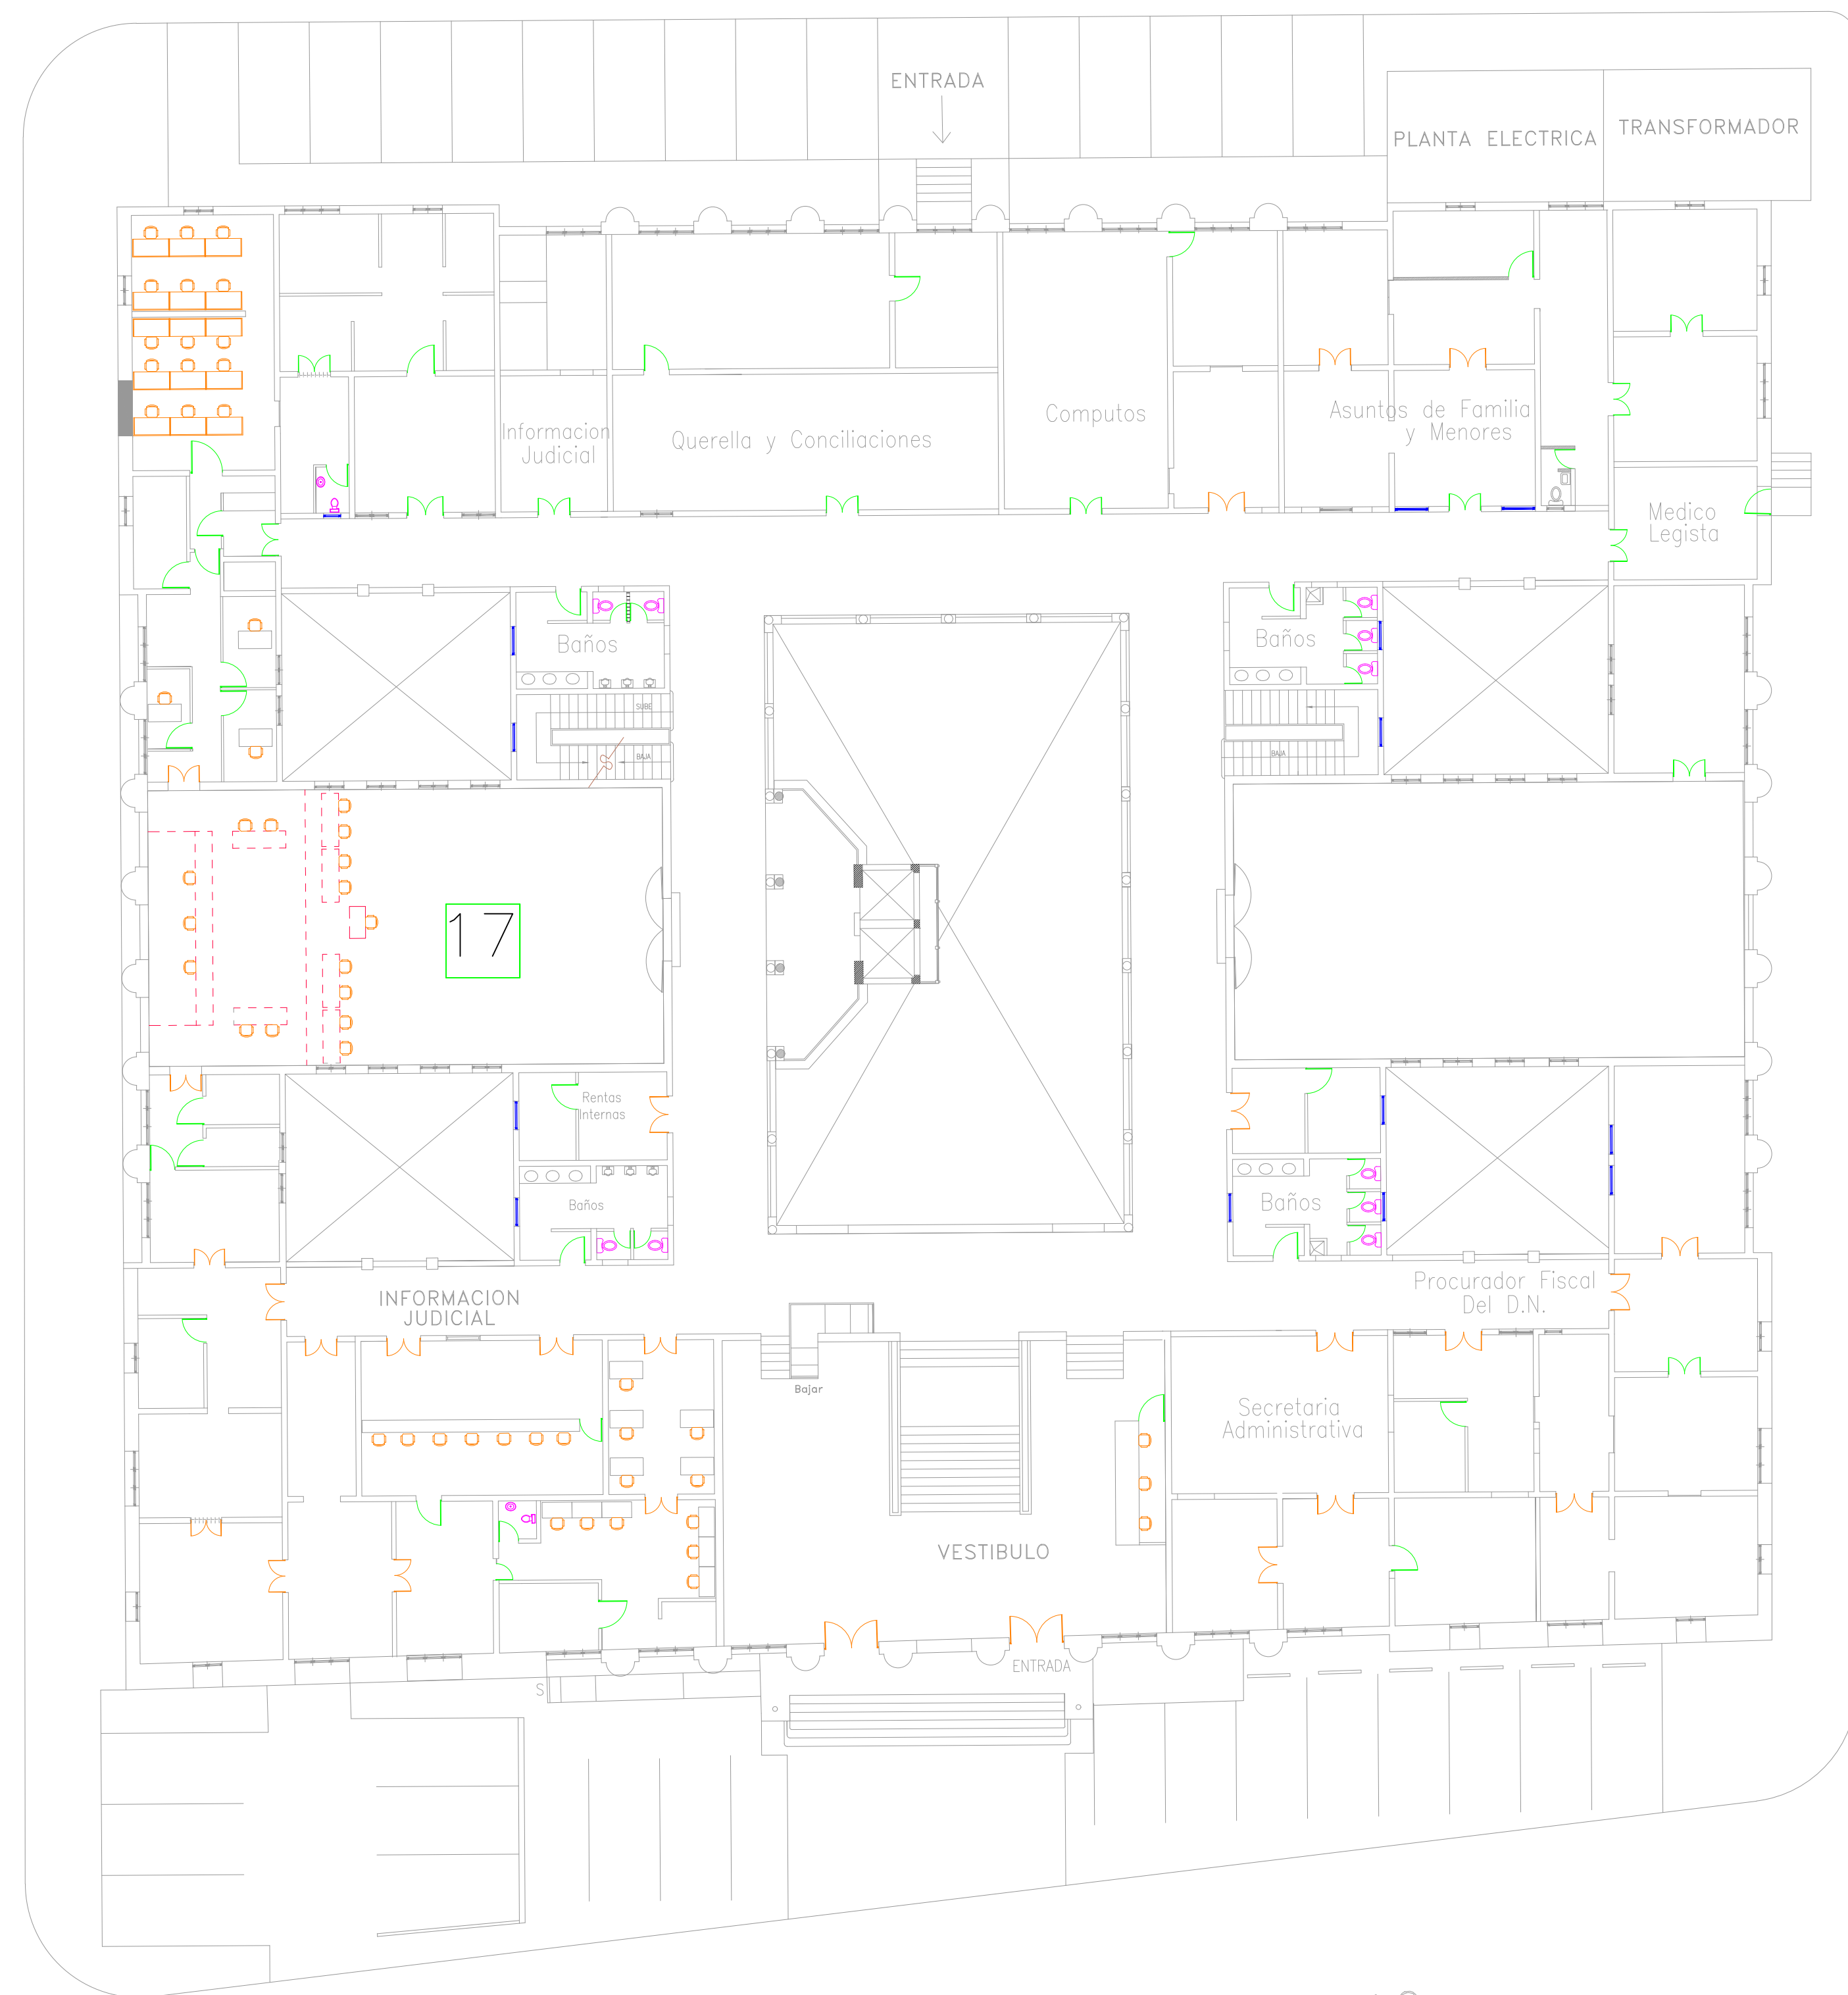 ENTRADA
PLANTA ELECTRICA
TRANSFORMADOR
Informacion
Judicial
Querella y Conciliaciones
Computos
Asuntos de Familia
y Menores
Medico
Legista
Baños
SUBE
BAJA
Baños
BAJA
17
Rentas
Internas
Baños
Baños
INFORMACION
JUDICIAL
Procurador Fiscal
Del D.N.
Bajar
Secretaria
Administrativa
VESTIBULO
ENTRADA
S